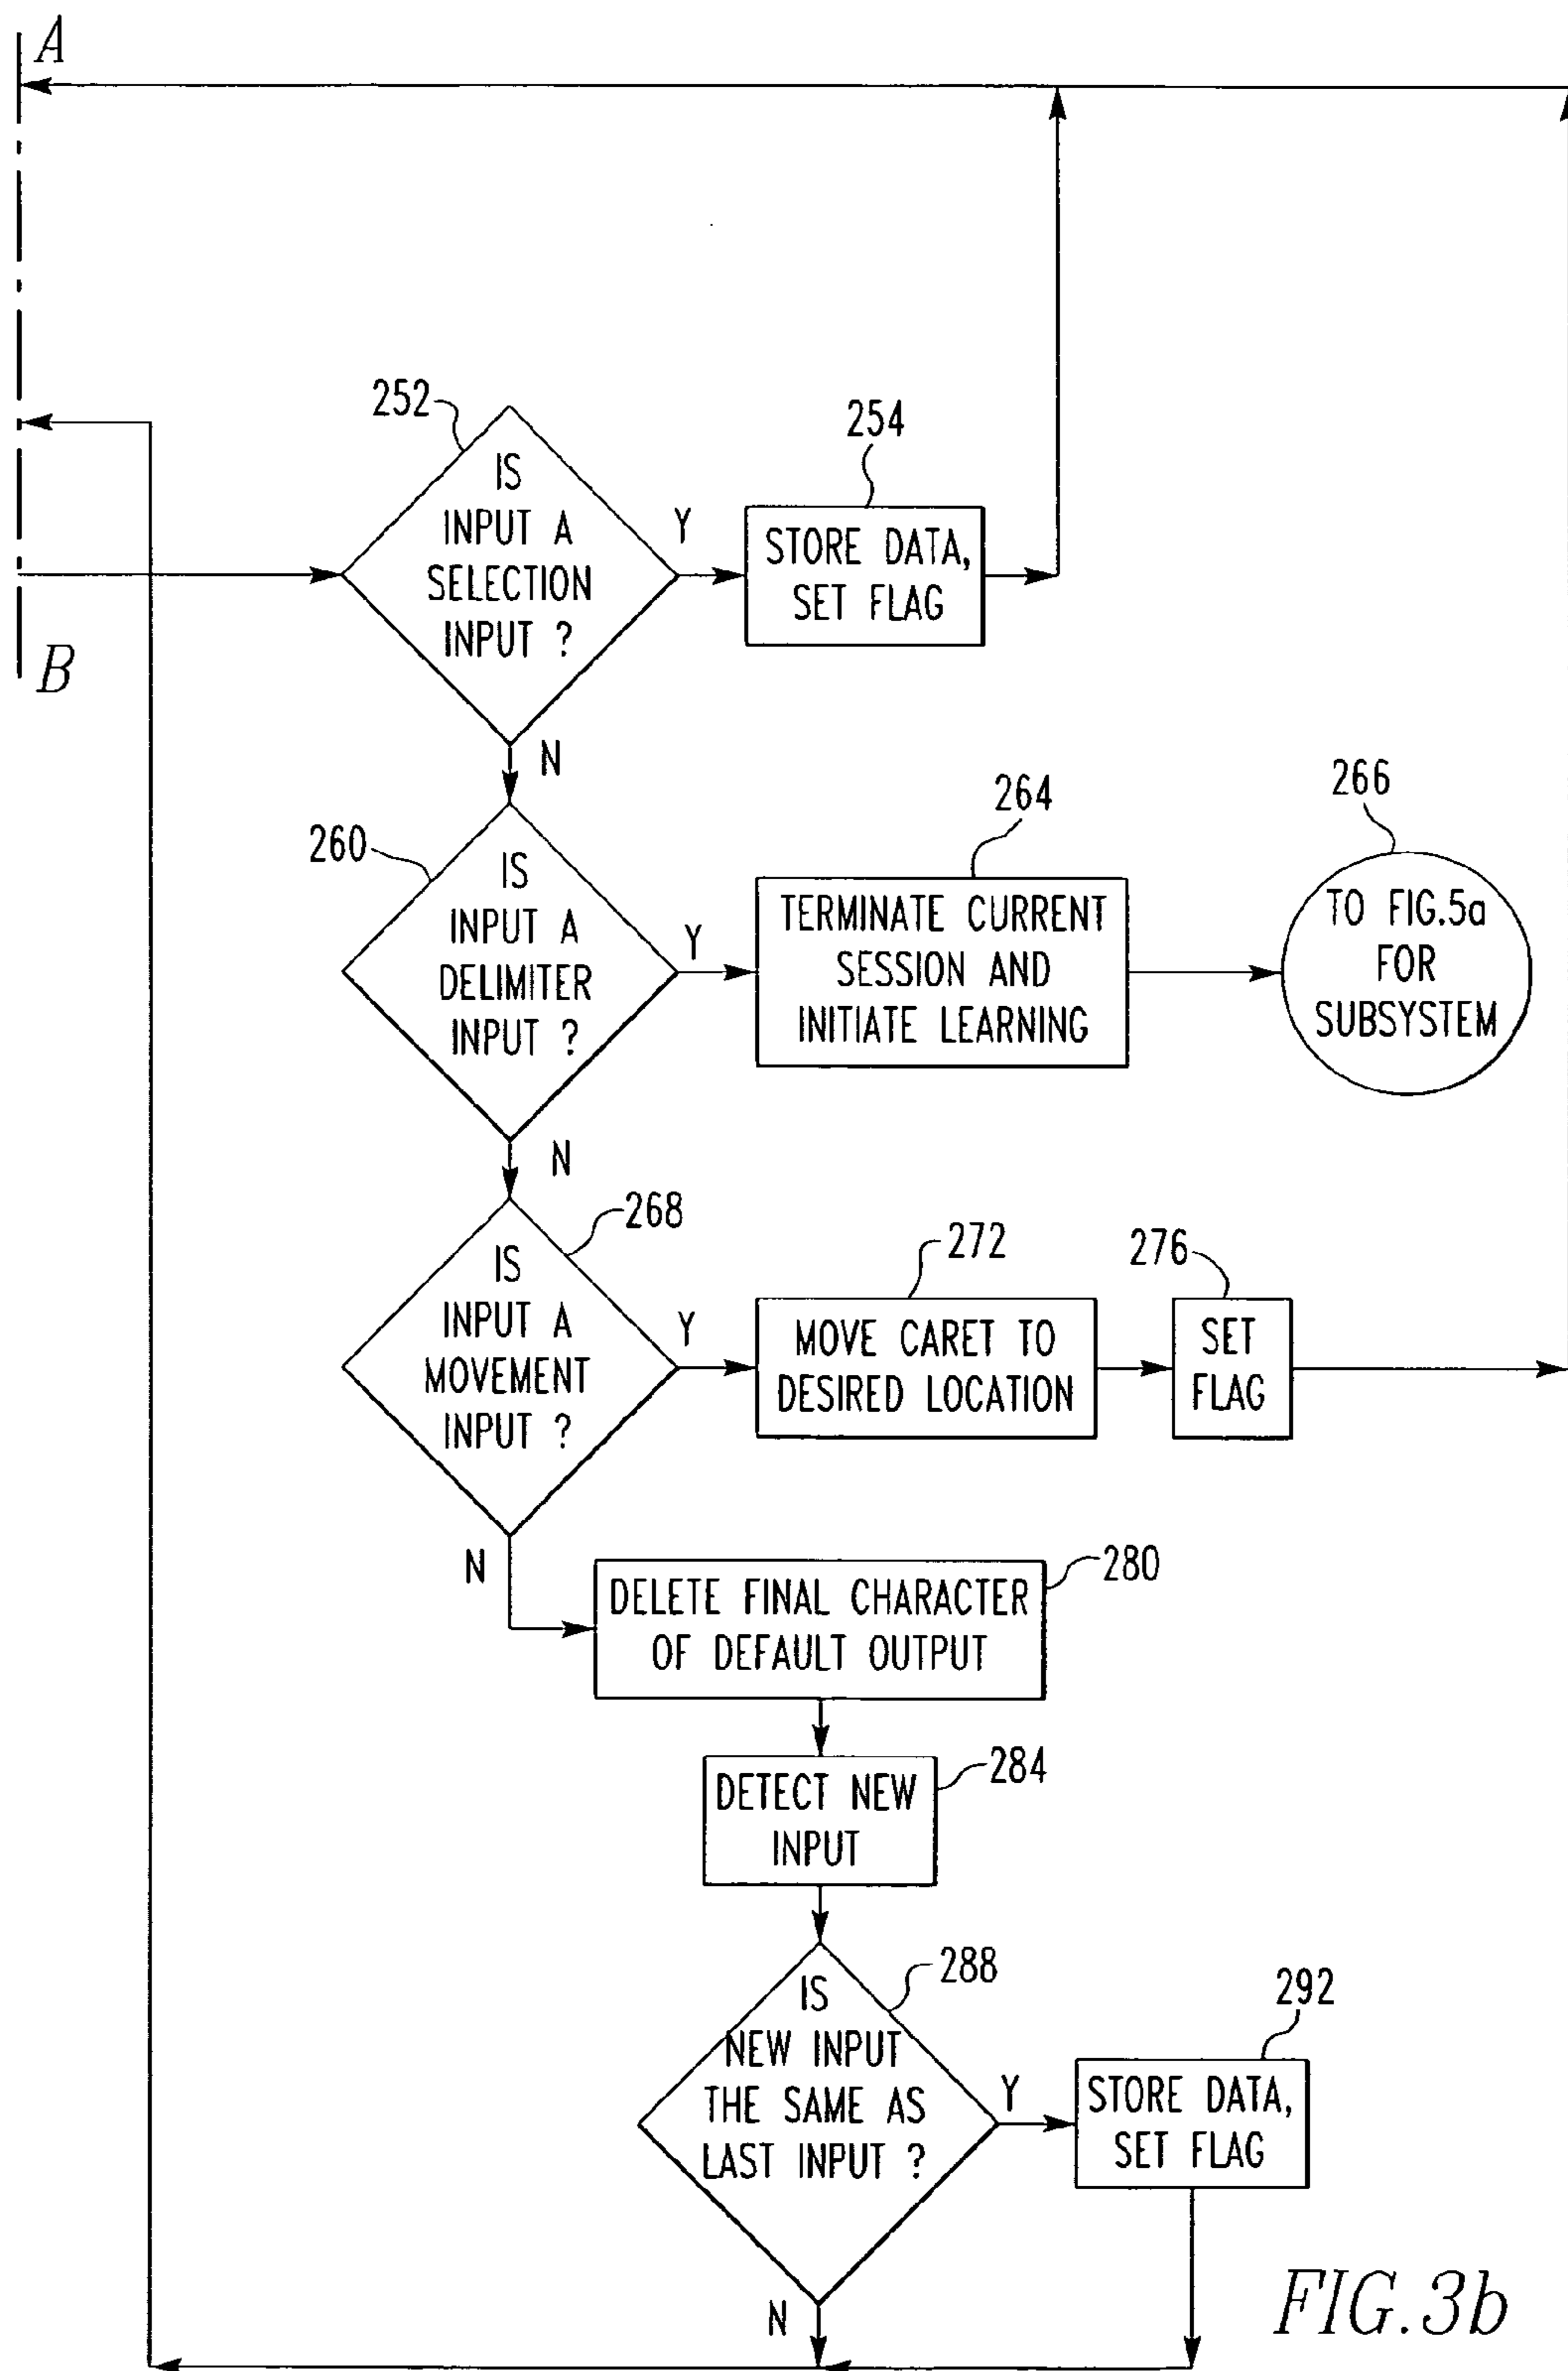 A
252
IS
INPUT A
SELECTION
INPUT ?
Y
254
STORE DATA,
SET FLAG
B
N
260
IS
INPUT A
DELIMITER
INPUT ?
Y
264
TERMINATE CURRENT
SESSION AND
INITIATE LEARNING
266
TO FIG.5a
FOR
SUBSYSTEM
N
268
IS
INPUT A
MOVEMENT
INPUT ?
Y
272
MOVE CARET TO
DESIRED LOCATION
276
SET
FLAG
N
280
DELETE FINAL CHARACTER
OF DEFAULT OUTPUT
284
DETECT NEW
INPUT
288
IS
NEW INPUT
THE SAME AS
LAST INPUT ?
Y
292
STORE DATA,
SET FLAG
N
FIG.3b